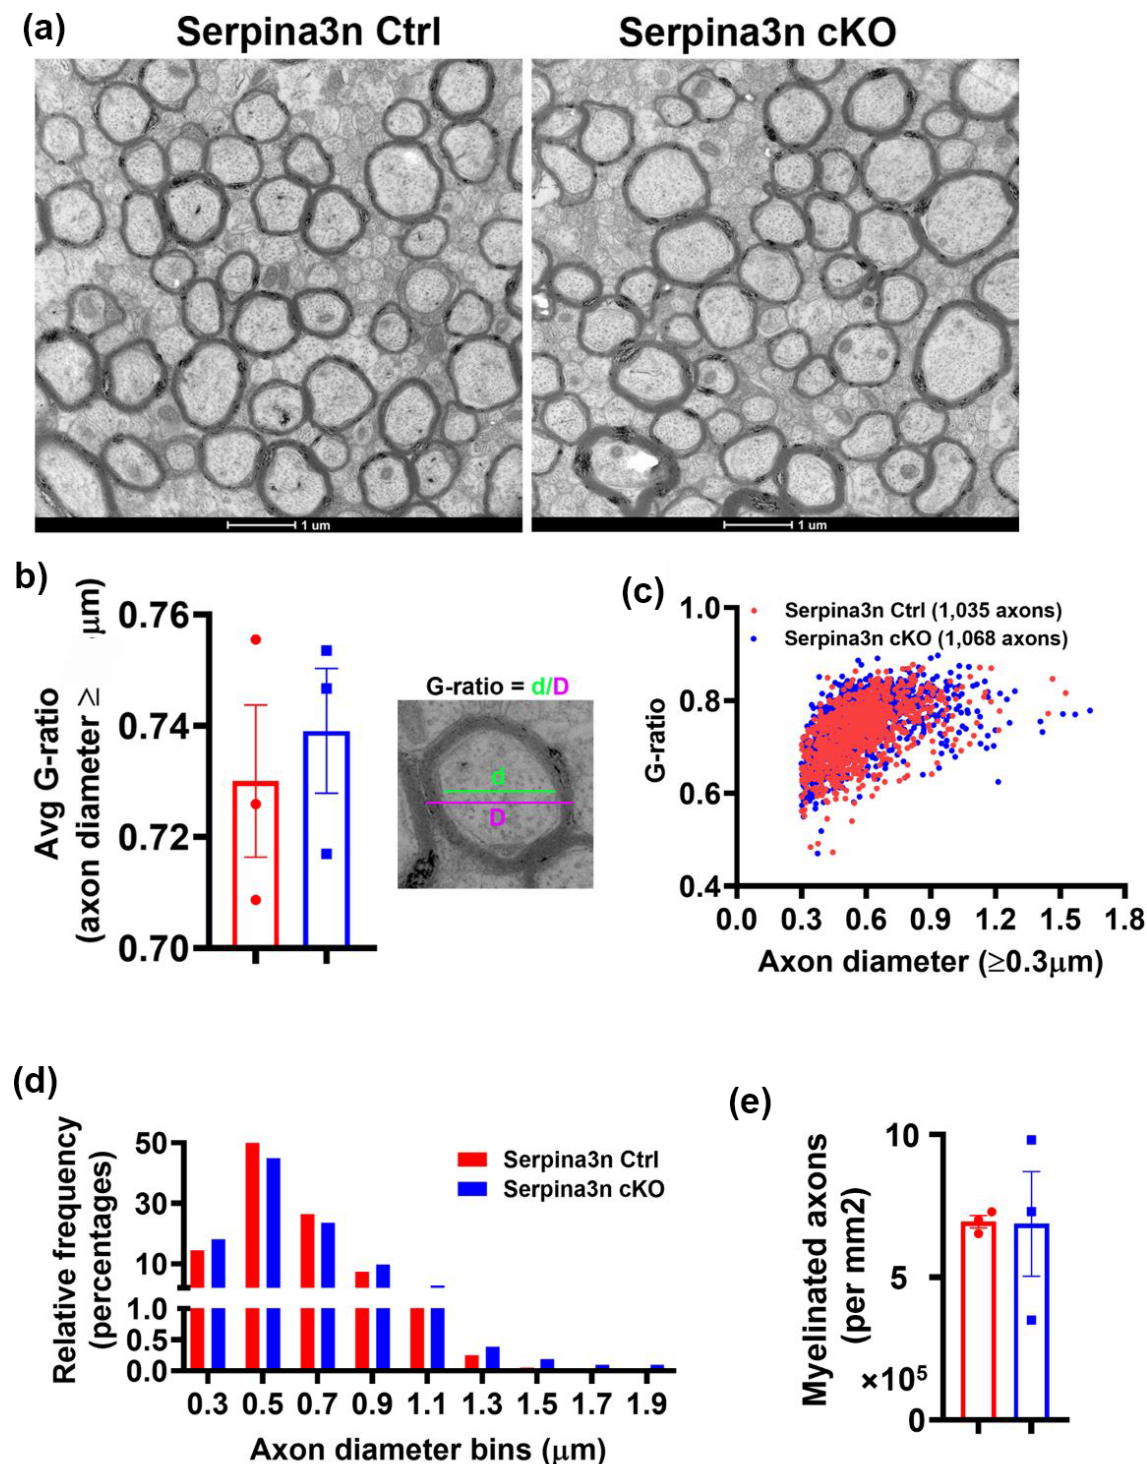 (a)
Serpina3n Ctrl
Serpina3n cKO
1 um
1 um
b)
Avg G-ratio
(axon diameter ≥ μm)
0.76
0.74
0.72
0.70
G-ratio = d/D
d
D
(c)
G-ratio
1.0
0.8
0.6
0.4
Serpina3n Ctrl (1,035 axons)
Serpina3n cKO (1,068 axons)
0.0 0.3 0.6 0.9 1.2 1.5 1.8
Axon diameter (≥0.3μm)
(d)
Relative frequency
(percentages)
50
30
10
1.0
0.5
0.0
Serpina3n Ctrl
Serpina3n cKO
0.3 0.5 0.7 0.9 1.1 1.3 1.5 1.7 1.9
Axon diameter bins (μm)
(e)
Myelinated axons
(per mm2)
×10⁵
10
5
0